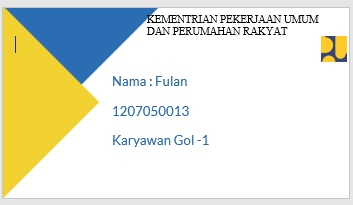 KEMENTRIAN PEKERJAAN UMUM
DAN PERUMAHAN RAKYAT
Nama : Fulan
1207050013
Karyawan Gol -1